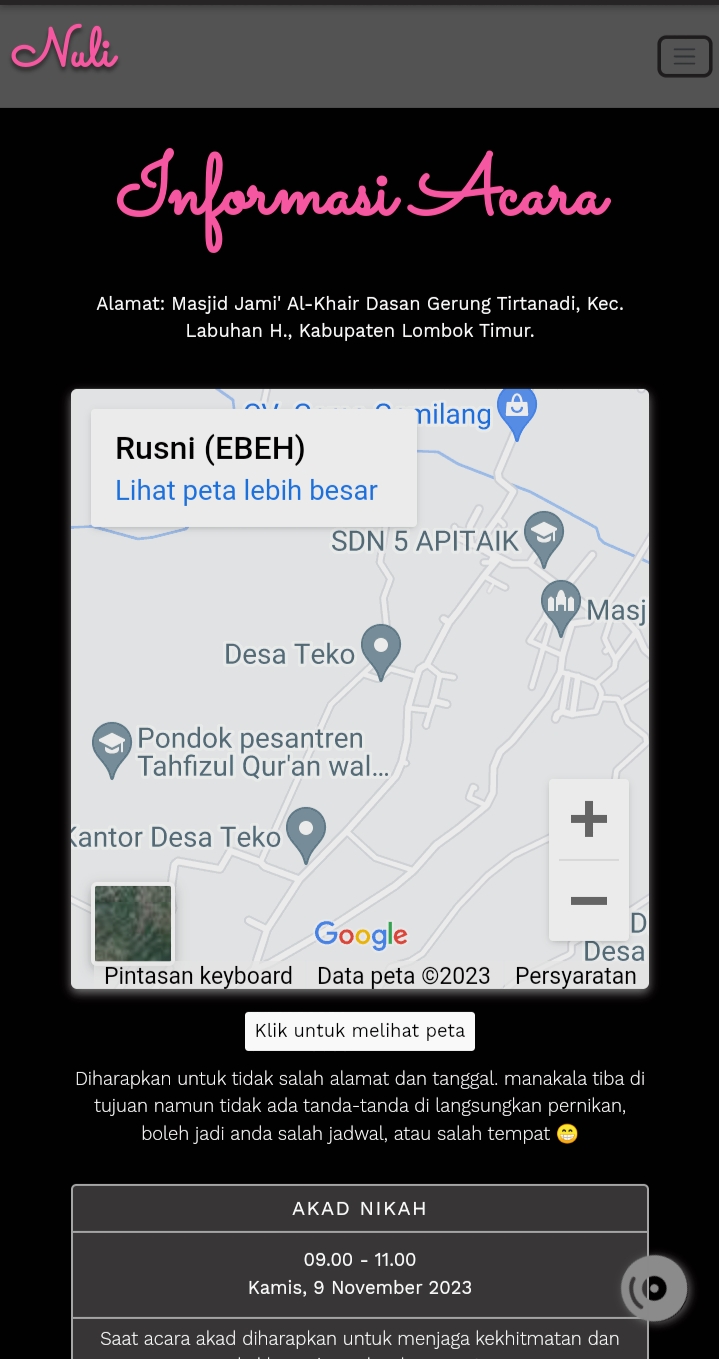 Nuli
Informasi Acara
Alamat: Masjid Jami' Al-Khair Dasan Gerung Tirtanadi, Kec.
Labuhan H., Kabupaten Lombok Timur.
Rusni (EBEH)
Lihat peta lebih besar
SDN 5 APITAIK
Masj
Desa Teko
Pondok pesantren
Tahfizul Qur'an wal...
Kantor Desa Teko
D
Desa
Google
Pintasan keyboard Data peta ©2023 Persyaratan
Klik untuk melihat peta
Diharapkan untuk tidak salah alamat dan tanggal. manakala tiba di
tujuan namun tidak ada tanda-tanda di langsungkan pernikan,
boleh jadi anda salah jadwal, atau salah tempat 😁
AKAD NIKAH
09.00 - 11.00
Kamis, 9 November 2023
Saat acara akad diharapkan untuk menjaga kekhitmatan dan